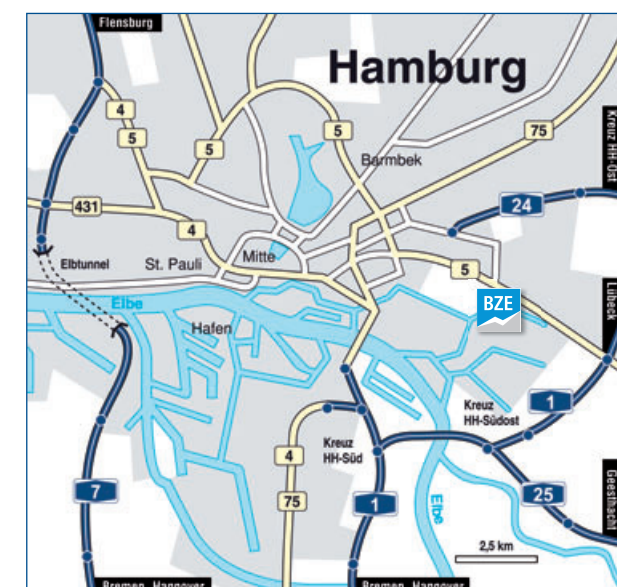 Flensburg
Hamburg
4
5
5
5
75
Kreuz HH-Ost
Barmbek
24
431
4
Elbtunnel
St. Pauli
Mitte
5
Elbe
BZE
Lübeck
Hafen
Kreuz
HH-Südost
1
Kreuz
HH-Süd
4
7
75
1
25
Geesthacht
Elbe
2,5 km
Bremen, Hannover
Bremen, Hannover